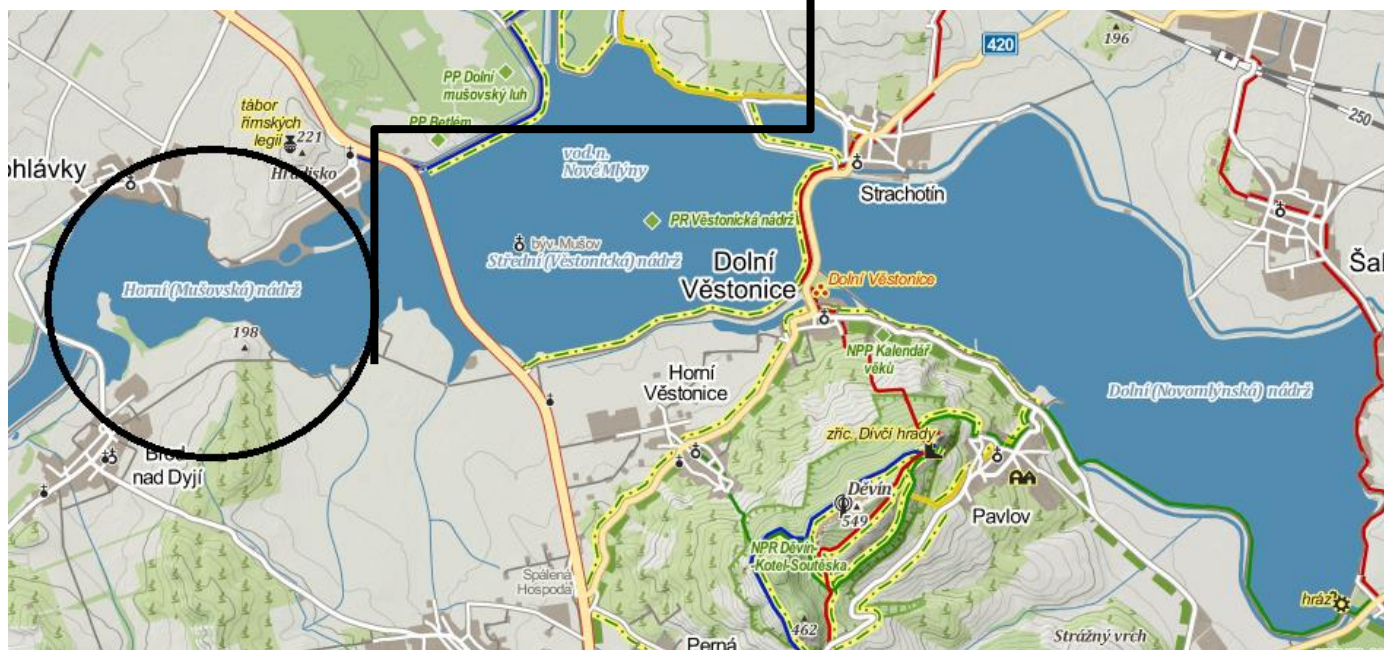 420
196
PP Dolní
mušovský luh
250
tábor
římských
legií
221
PP Betlém
Hradisko
ohlávky
vod. n.
Nové Mlýny
Strachotín
PR Věstonická nádrž
býv. Mušov
Střední (Věstonická) nádrž
Dolní
Věstonice
Dolní Věstonice
Šal
Horní (Mušovská) nádrž
198
NPP Kalendář
věků
Horní
Věstonice
Dolní (Novomlýnská) nádrž
zříc. Dívčí hrady
Brod
nad Dyjí
Děvín
549
Pavlov
NPR Děvín-
-Kotel-Soutěska
Spálená
Hospoda
hráz
462
Strážný vrch
Perná